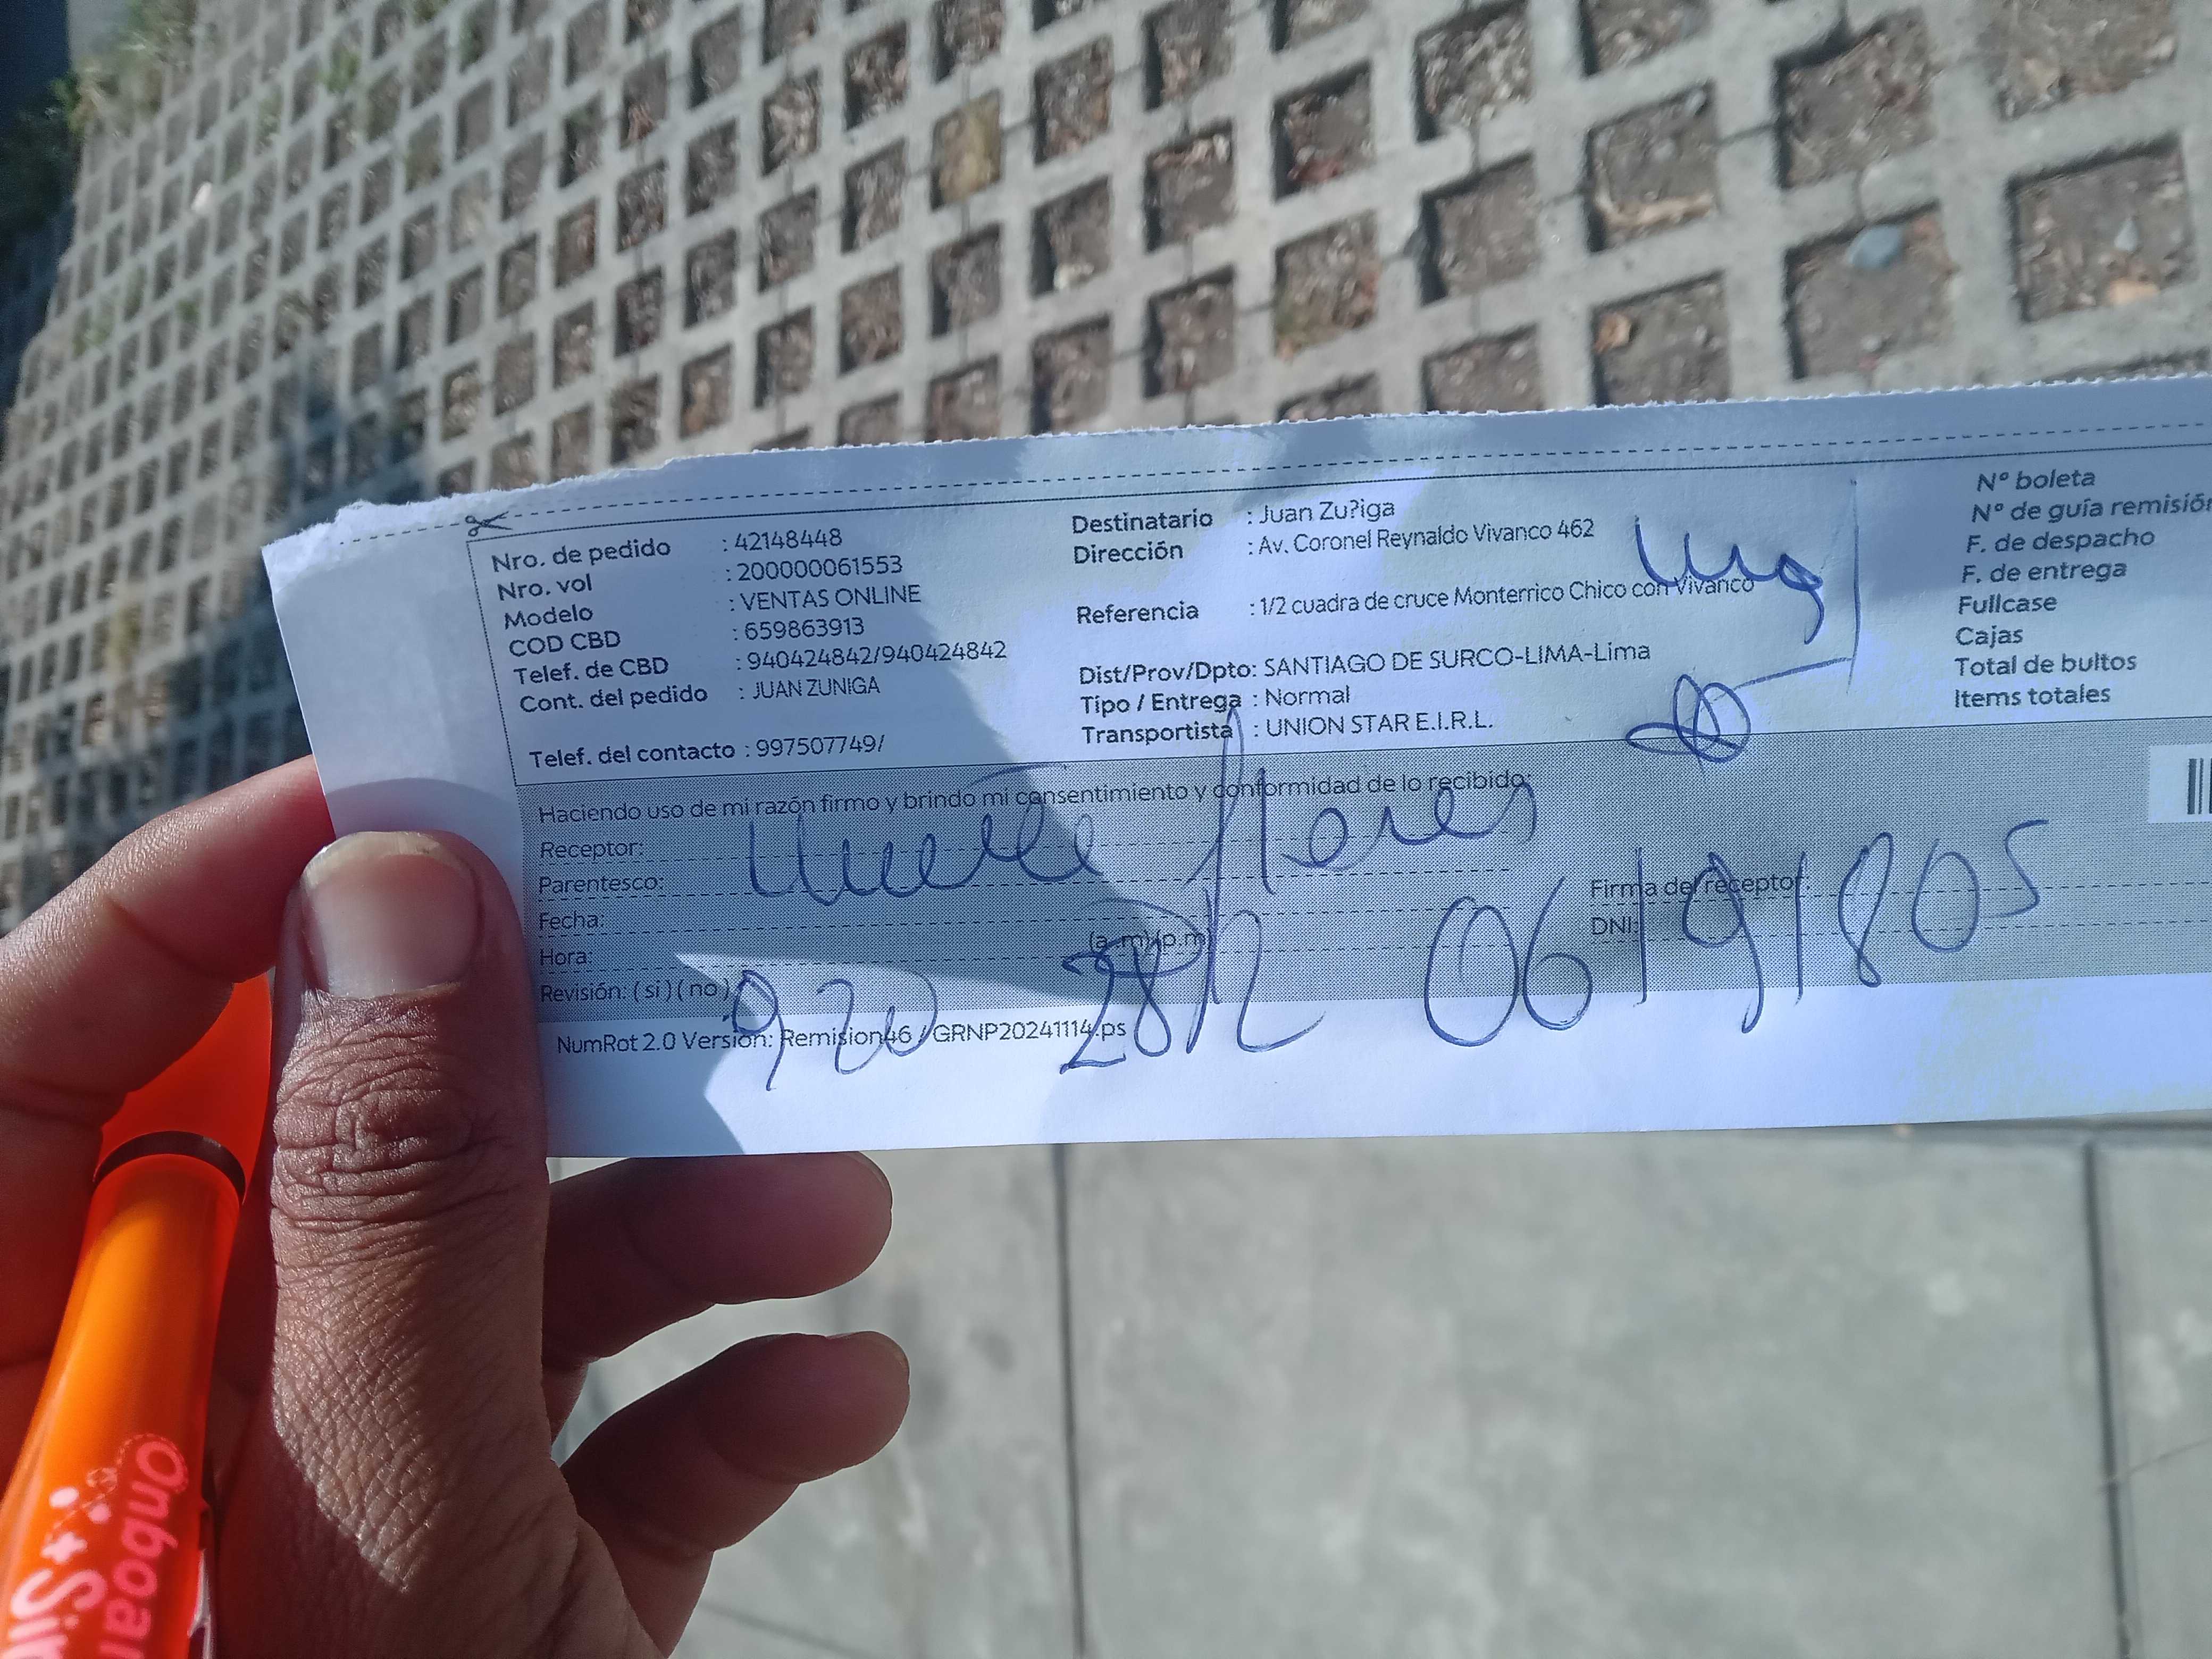 Nro. de pedido : 42148448
Nro. vol : 200000061553
Modelo : VENTAS ONLINE
COD CBD : 659863913
Telef. de CBD : 940424842/940424842
Cont. del pedido : JUAN ZUNIGA
Telef. del contacto : 997507749/
Destinatario : Juan Zu?iga
Dirección : Av. Coronel Reynaldo Vivanco 462
Referencia : 1/2 cuadra de cruce Monterrico Chico con Vivanco
Dist/Prov/Dpto: SANTIAGO DE SURCO-LIMA-Lima
Tipo / Entrega : Normal
Transportista : UNION STAR E.I.R.L.
Nº boleta
Nº de guía remisión
F. de despacho
F. de entrega
Fullcase
Cajas
Total de bultos
Items totales
Haciendo uso de mi razón firmo y brindo mi consentimiento y conformidad de lo recibido:
Receptor:
flores
Parentesco:
Fecha:
Hora: (a.m)(p.m)
Revisión: (si)(no)
Firma del receptor:
DNI:
9 20 28/12 06191805
NumRot 2.0 Version: Remision46 / GRNP20241114.ps